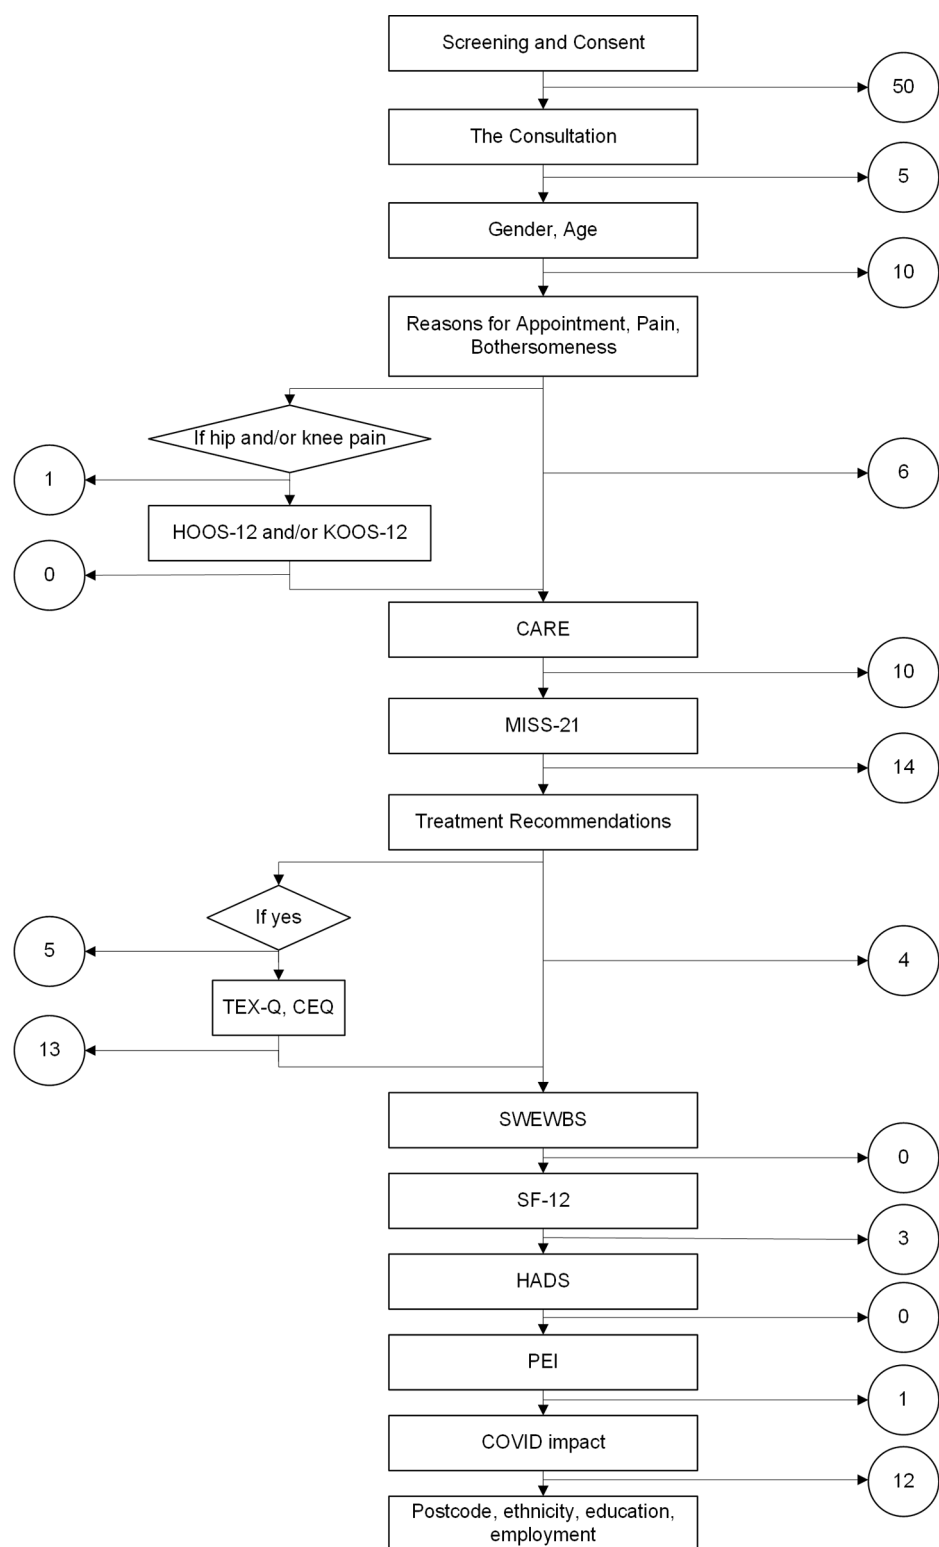 Screening and Consent
50
The Consultation
5
Gender, Age
10
Reasons for Appointment, Pain,
Bothersomeness
If hip and/or knee pain
1
6
HOOS-12 and/or KOOS-12
0
CARE
10
MISS-21
14
Treatment Recommendations
If yes
5
4
TEX-Q, CEQ
13
SWEWBS
0
SF-12
3
HADS
0
PEI
1
COVID impact
12
Postcode, ethnicity, education,
employment